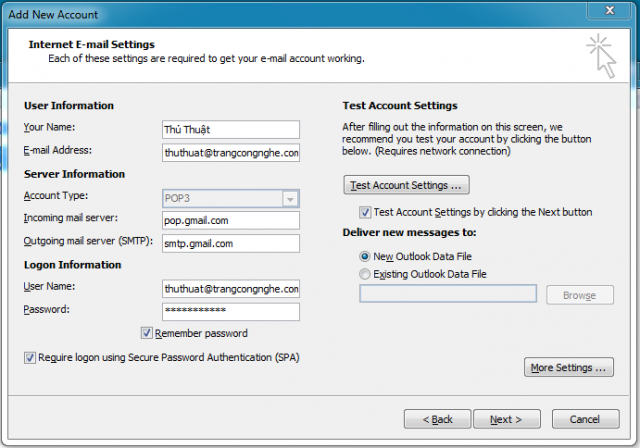 Add New Account
Internet E-mail Settings
Each of these settings are required to get your e-mail account working.
User Information
Your Name:
Thủ Thuật
E-mail Address:
thuthuat@trangcongnghe.com
Server Information
Account Type:
POP3
Incoming mail server:
pop.gmail.com
Outgoing mail server (SMTP):
smtp.gmail.com
Logon Information
User Name:
thuthuat@trangcongnghe.com
Password:
***********
Remember password
Require logon using Secure Password Authentication (SPA)
Test Account Settings
After filling out the information on this screen, we
recommend you test your account by clicking the button
below. (Requires network connection)
Test Account Settings ...
Test Account Settings by clicking the Next button
Deliver new messages to:
New Outlook Data File
Existing Outlook Data File
Browse
More Settings ...
< Back
Next >
Cancel